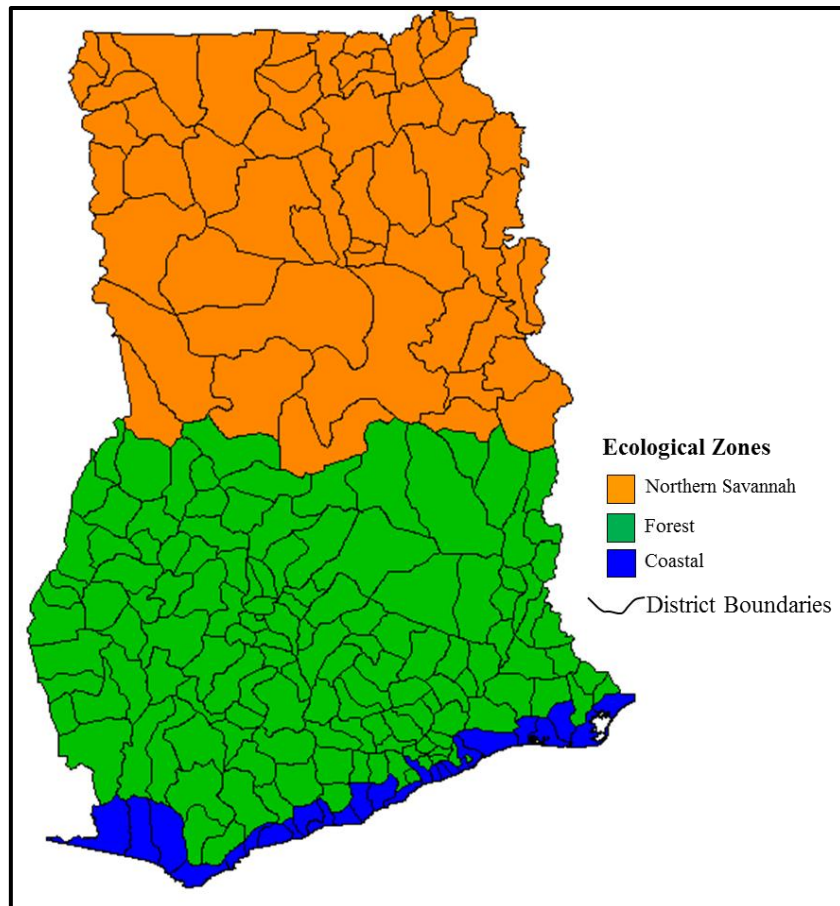 Ecological Zones
Northern Savannah
Forest
Coastal
District Boundaries